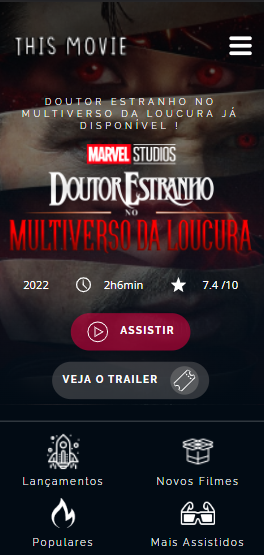 THIS MOVIE
DOUTOR ESTRANHO NO
MULTIVERSO DA LOUCURA JÁ
DISPONÍVEL !
MARVEL STUDIOS
DOUTOR ESTRANHO
NO
MULTIVERSO DA LOUCURA
2022 2h6min 7.4 /10
ASSISTIR
VEJA O TRAILER
Lançamentos Novos Filmes
Populares Mais Assistidos